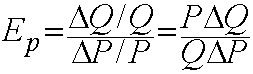 E_p = (ΔQ/Q)/(ΔP/P) = (PΔQ)/(QΔP)